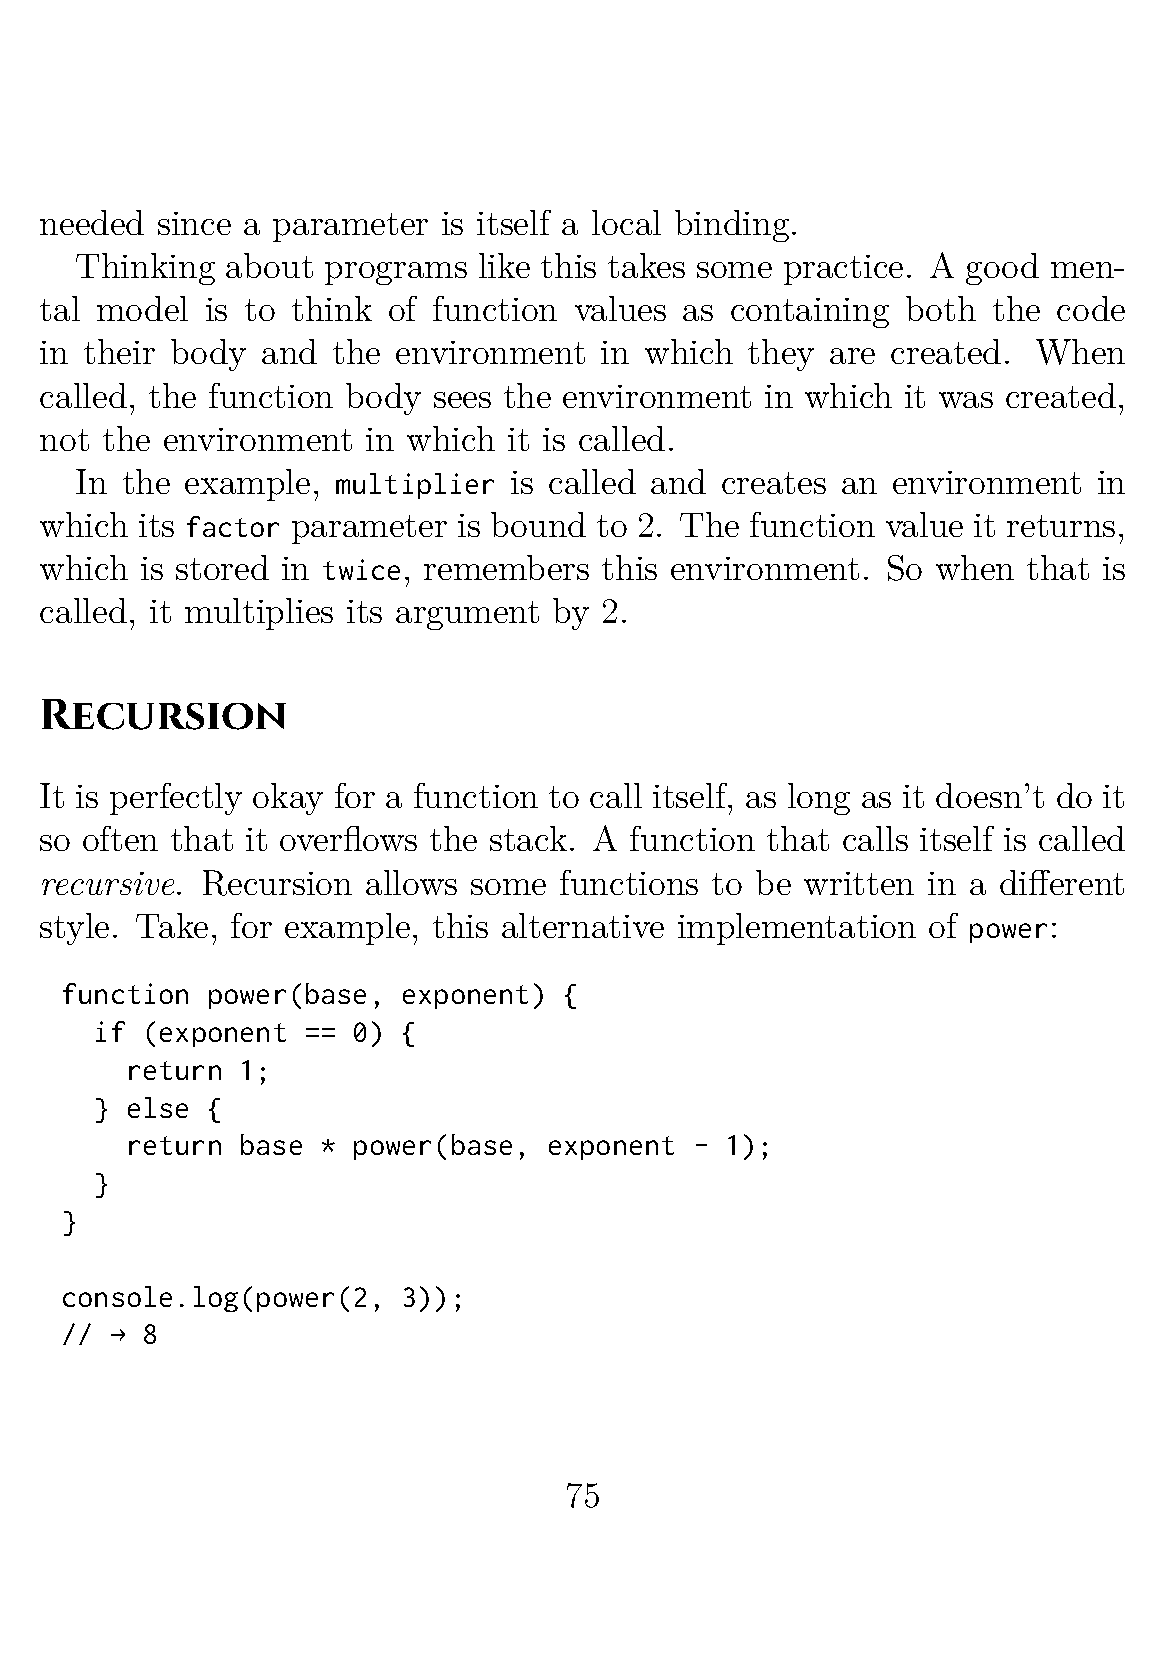 needed since a parameter is itself a local binding.
Thinking about programs like this takes some practice. A good men-
tal model is to think of function values as containing both the code
in their body and the environment in which they are created. When
called, the function body sees the environment in which it was created,
not the environment in which it is called.
In the example, multiplier is called and creates an environment in
which its factor parameter is bound to 2. The function value it returns,
which is stored in twice, remembers this environment. So when that is
called, it multiplies its argument by 2.
Recursion
It is perfectly okay for a function to call itself, as long as it doesn't do it
so often that it overflows the stack. A function that calls itself is called
recursive. Recursion allows some functions to be written in a different
style. Take, for example, this alternative implementation of power:
function power(base, exponent) {
  if (exponent == 0) {
    return 1;
  } else {
    return base * power(base, exponent - 1);
  }
}
console.log(power(2, 3));
// → 8
75